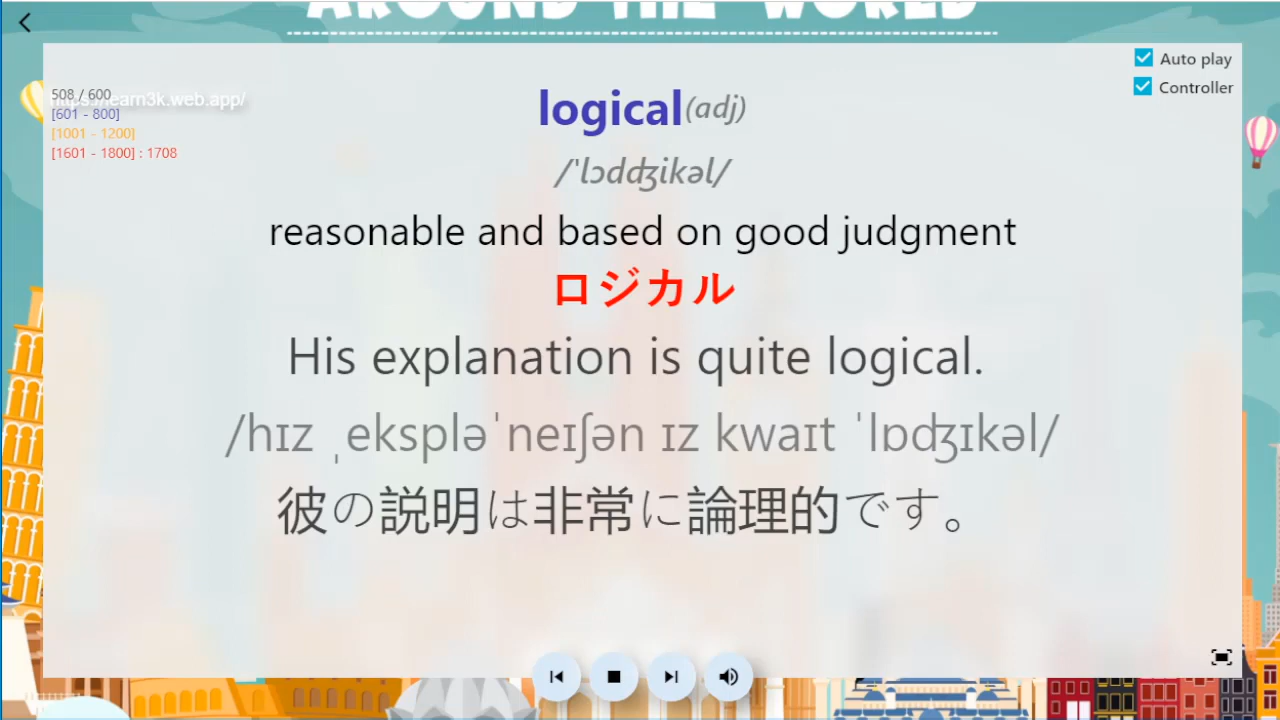 AROUND THE WORLD
Auto play
Controller
508 / 600
https://learn3k.web.app/
[601 - 800]
[1001 - 1200]
[1601 - 1800] : 1708
logical(adj)
/ˈlɔdʤikəl/
reasonable and based on good judgment
ロジカル
His explanation is quite logical.
/hɪz ˌekspləˈneɪʃən ɪz kwaɪt ˈlɒʤɪkəl/
彼の説明は非常に論理的です。